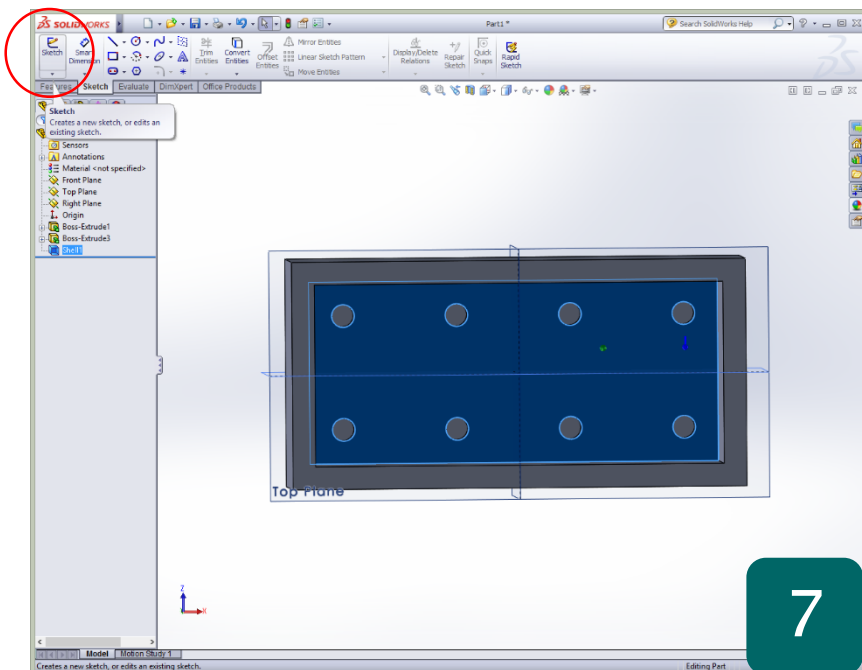 SOLIDWORKS
Part1 *
Search SolidWorks Help
Sketch
Smart Dimension
Trim Entities
Convert Entities
Offset Entities
Mirror Entities
Linear Sketch Pattern
Move Entities
Display/Delete Relations
Repair Sketch
Quick Snaps
Rapid Sketch
Features
Sketch
Evaluate
DimXpert
Office Products
Sketch
Creates a new sketch, or edits an
existing sketch.
Sensors
Annotations
Material <not specified>
Front Plane
Top Plane
Right Plane
Origin
Boss-Extrude1
Boss-Extrude3
Shell1
Top Plane
Z
X
7
Model
Motion Study 1
Creates a new sketch, or edits an existing sketch.
Editing Part